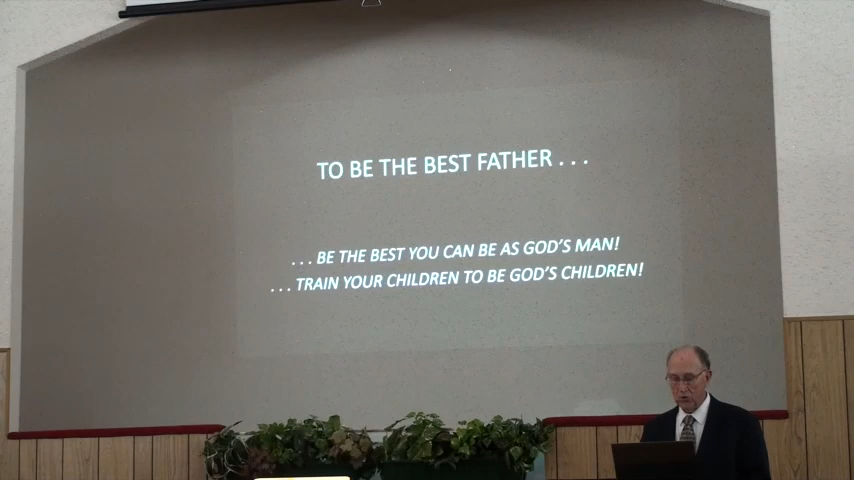 TO BE THE BEST FATHER . . .
. . . BE THE BEST YOU CAN BE AS GOD'S MAN!
. . . TRAIN YOUR CHILDREN TO BE GOD'S CHILDREN!